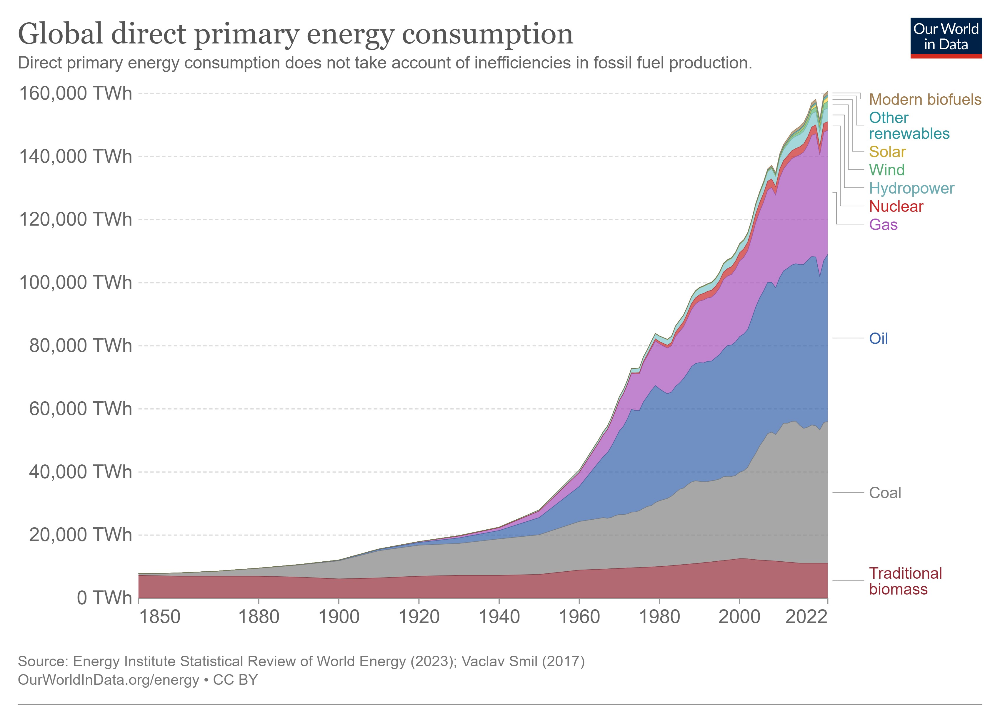 Global direct primary energy consumption
Our World
in Data
Direct primary energy consumption does not take account of inefficiencies in fossil fuel production.
160,000 TWh
140,000 TWh
120,000 TWh
100,000 TWh
80,000 TWh
60,000 TWh
40,000 TWh
20,000 TWh
0 TWh
Modern biofuels
Other
renewables
Solar
Wind
Hydropower
Nuclear
Gas
Oil
Coal
Traditional
biomass
1850 1880 1900 1920 1940 1960 1980 2000 2022
Source: Energy Institute Statistical Review of World Energy (2023); Vaclav Smil (2017)
OurWorldInData.org/energy • CC BY